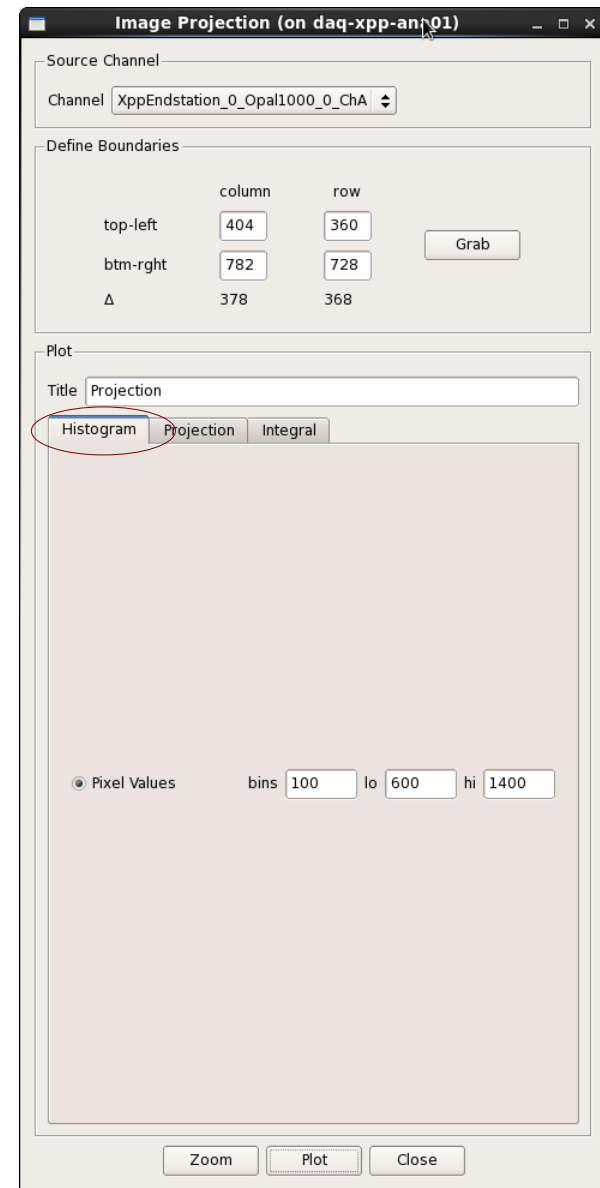 Image Projection (on daq-xpp-ana01)
Source Channel
Channel XppEndstation_0_Opal1000_0_ChA
Define Boundaries
column row
top-left 404 360
Grab
btm-rght 782 728
Δ 378 368
Plot
Title Projection
Histogram Projection Integral
Pixel Values bins 100 lo 600 hi 1400
Zoom Plot Close